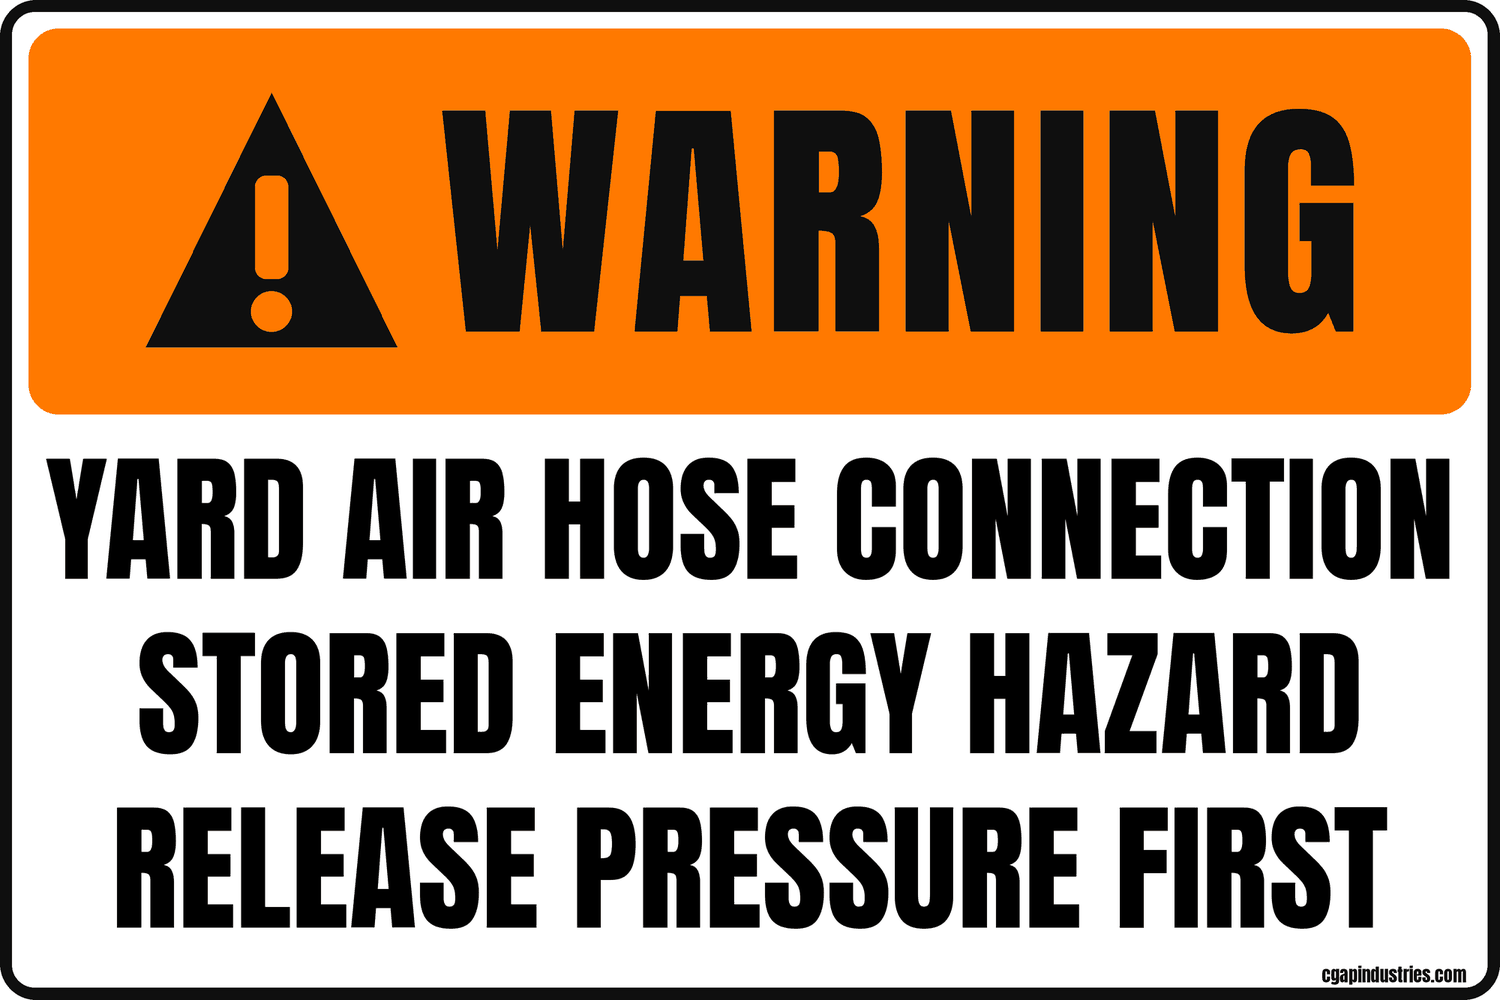 WARNING
YARD AIR HOSE CONNECTION
STORED ENERGY HAZARD
RELEASE PRESSURE FIRST
cgapindustries.com